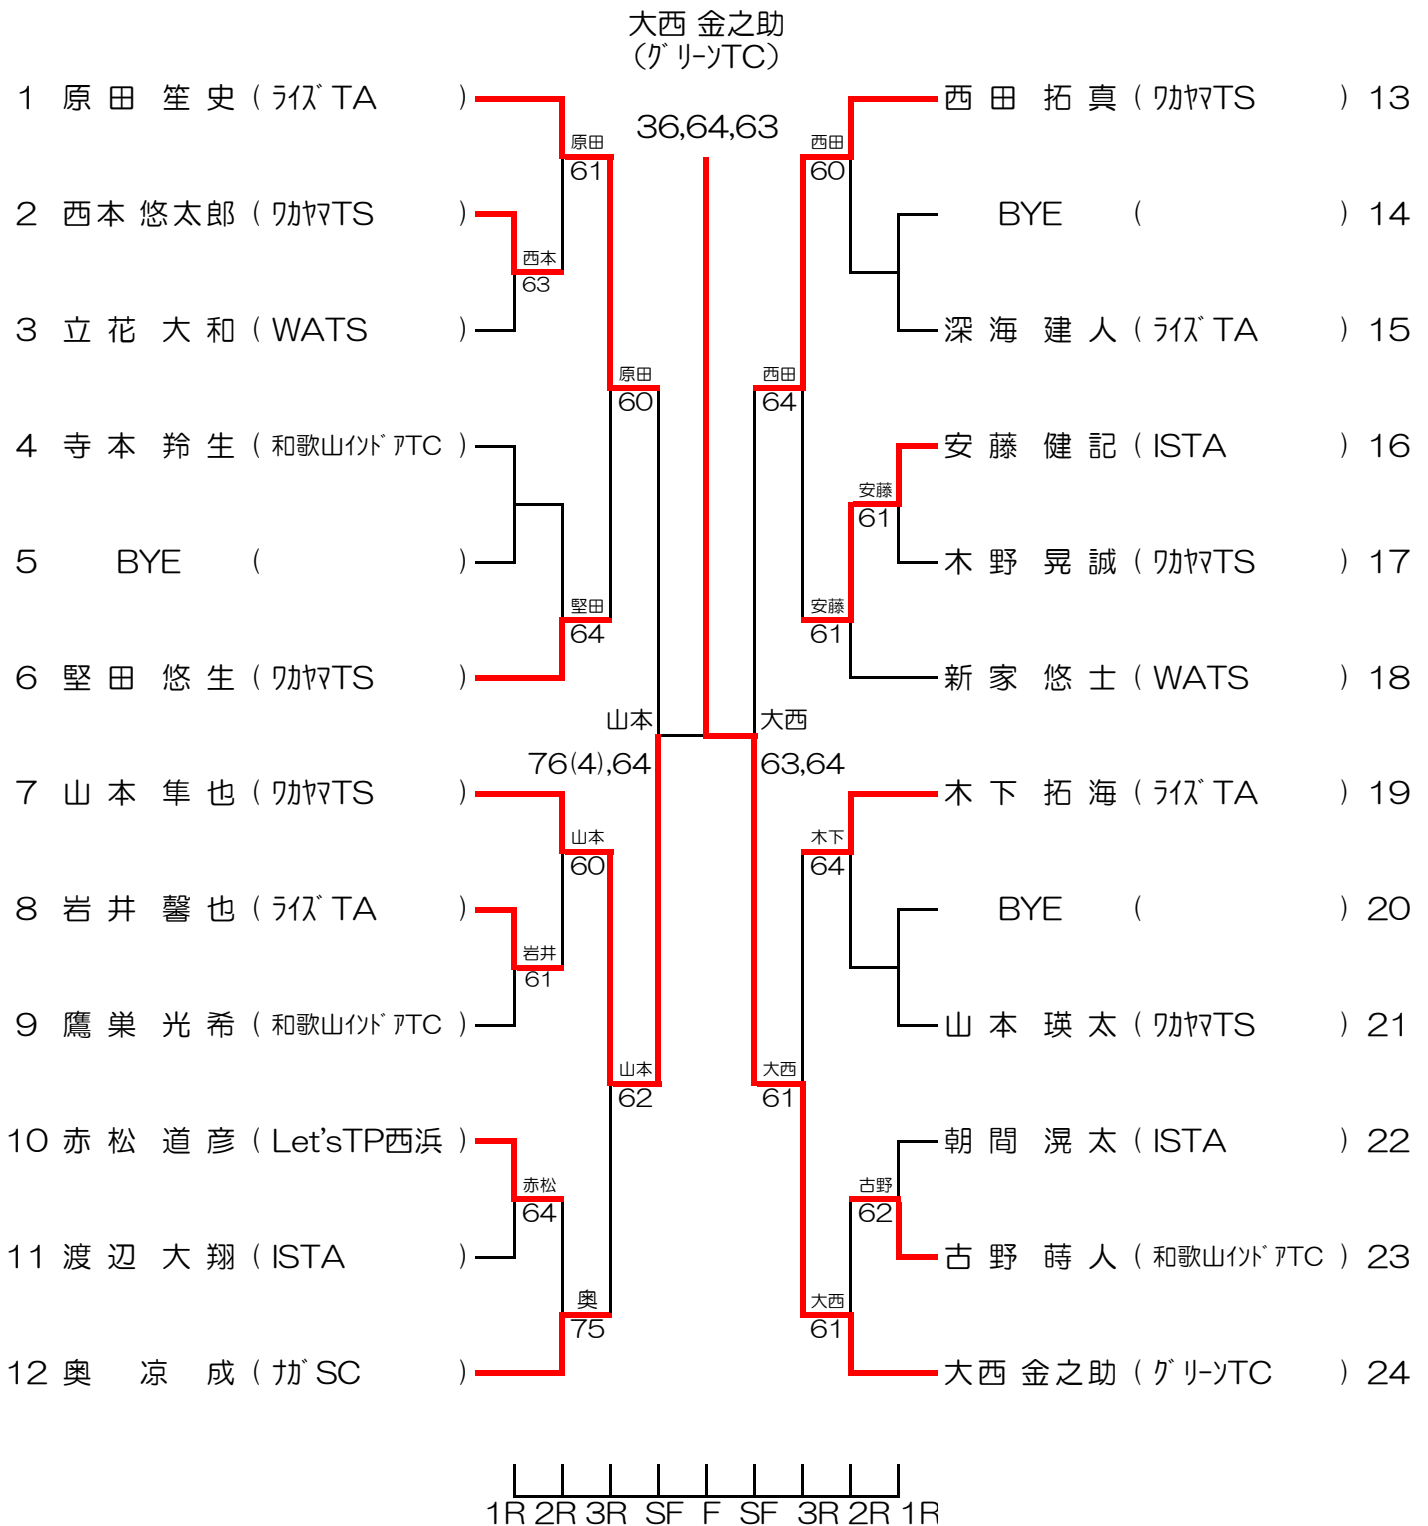 大西 金之助
(グリーンTC)
36,64,63
1 原田 笙史 (ライズTA )
2 西本 悠太郎 (ワカヤマTS )
3 立花 大和 (WATS )
4 寺本 羚生 (和歌山インドアTC )
5 BYE ( )
6 堅田 悠生 (ワカヤマTS )
7 山本 隼也 (ワカヤマTS )
8 岩井 馨也 (ライズTA )
9 鷹巣 光希 (和歌山インドアTC )
10 赤松 道彦 (Let'sTP西浜 )
11 渡辺 大翔 (ISTA )
12 奥 凉成 (ナガSC )
原田
61
西本
63
原田
60
堅田
64
山本
76(4),64
山本
60
岩井
61
山本
62
赤松
64
奥
75
西田
60
西田
64
安藤
61
安藤
61
大西
63,64
木下
64
大西
61
古野
62
大西
61
西田 拓真 (ワカヤマTS ) 13
BYE ( ) 14
深海 建人 (ライズTA ) 15
安藤 健記 (ISTA ) 16
木野 晃誠 (ワカヤマTS ) 17
新家 悠士 (WATS ) 18
木下 拓海 (ライズTA ) 19
BYE ( ) 20
山本 瑛太 (ワカヤマTS ) 21
朝間 滉太 (ISTA ) 22
古野 蒔人 (和歌山インドアTC ) 23
大西 金之助 (グリーンTC ) 24
1R 2R 3R SF F SF 3R 2R 1R